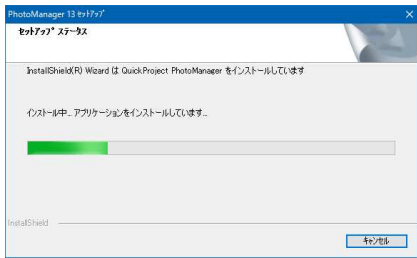 PhotoManager 13 ｾｯﾄｱｯﾌﾟ
ｾｯﾄｱｯﾌﾟ ｽﾃｰﾀｽ
InstallShield(R) Wizard は QuickProject PhotoManager をインストールしています
インストール中... アプリケーションをインストールしています...
InstallShield
ｷｬﾝｾﾙ